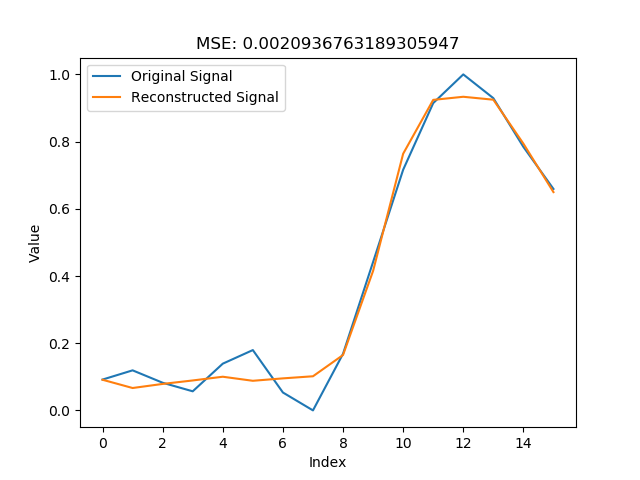 MSE: 0.0020936763189305947
Original Signal
Reconstructed Signal
1.0
0.8
0.6
0.4
0.2
0.0
Value
0 2 4 6 8 10 12 14
Index